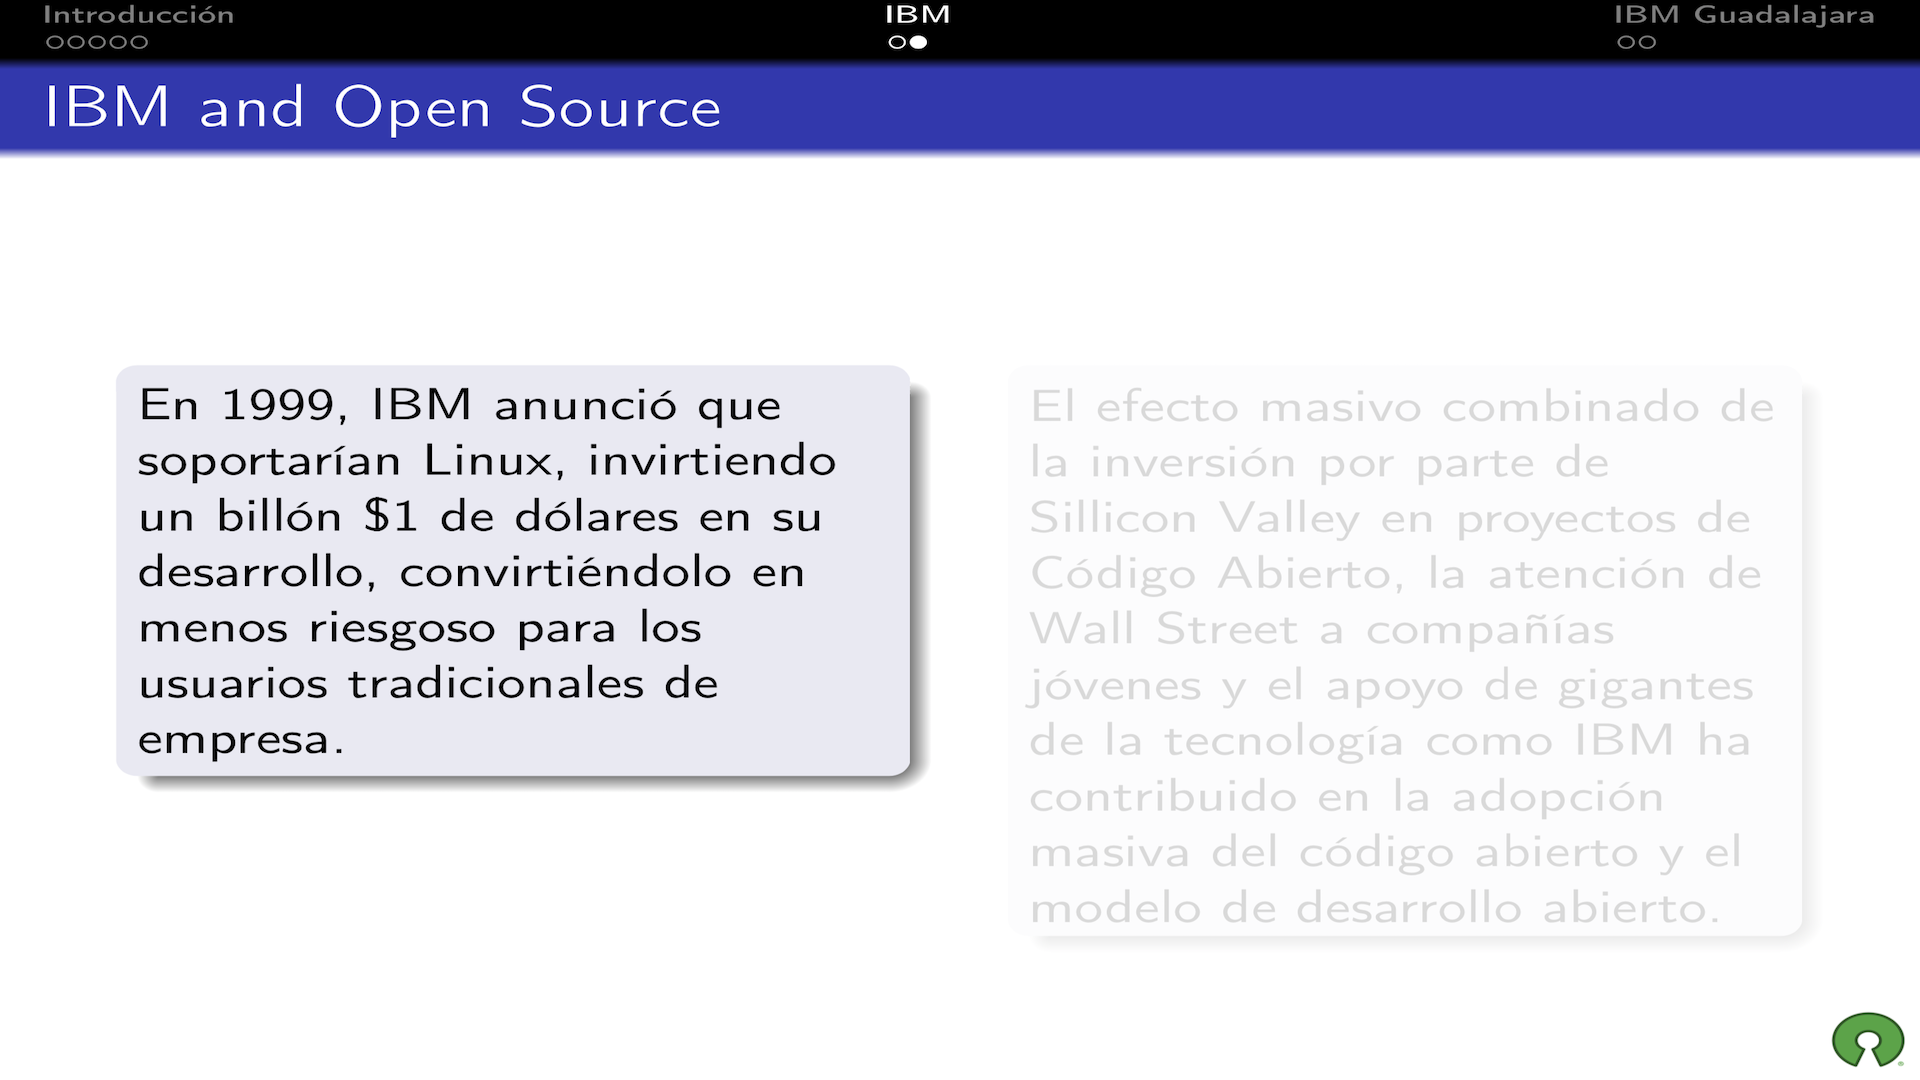 Introducción
IBM
IBM Guadalajara
IBM and Open Source
En 1999, IBM anunció que
soportarían Linux, invirtiendo
un billón $1 de dólares en su
desarrollo, convirtiéndolo en
menos riesgoso para los
usuarios tradicionales de
empresa.
El efecto masivo combinado de
la inversión por parte de
Sillicon Valley en proyectos de
Código Abierto, la atención de
Wall Street a compañías
jóvenes y el apoyo de gigantes
de la tecnología como IBM ha
contribuido en la adopción
masiva del código abierto y el
modelo de desarrollo abierto.